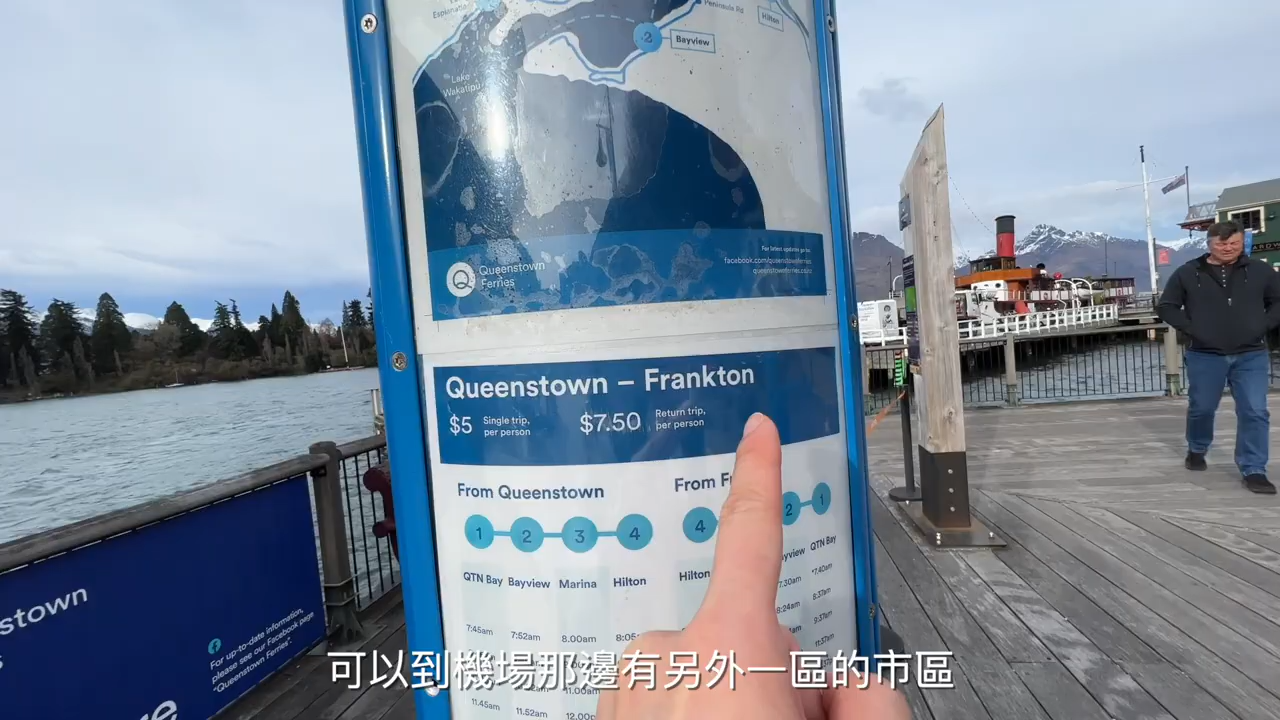 Esplanade
Peninsula Rd
Hilton
2
Bayview
Lake
Wakatipu
For latest updates go to:
facebook.com/queenstownferries
queenstownferries.co.nz
Queenstown
Ferries
Queenstown – Frankton
$5 Single trip,
per person
$7.50 Return trip,
per person
From Queenstown
From
1 2 3 4
4 2 1
QTN Bay Bayview Marina Hilton
Hilton QTN Bay
7:45am 7:52am 8.00am
7.30am *7.40am
8:24am 8:37am
9:37am
11:37am
11.00am
11.45am 11.52am 12.00pm
stown
For up-to-date information,
please see our Facebook page
"Queenstown Ferries".
可以到機場那邊有另外一區的市區